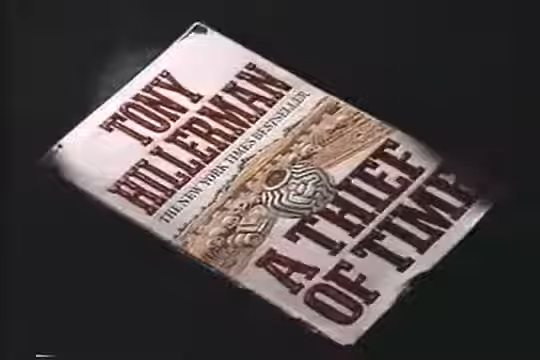 TONY
HILLERMAN
THE NEW YORK TIMES BESTSELLER
A THIEF
OF TIME